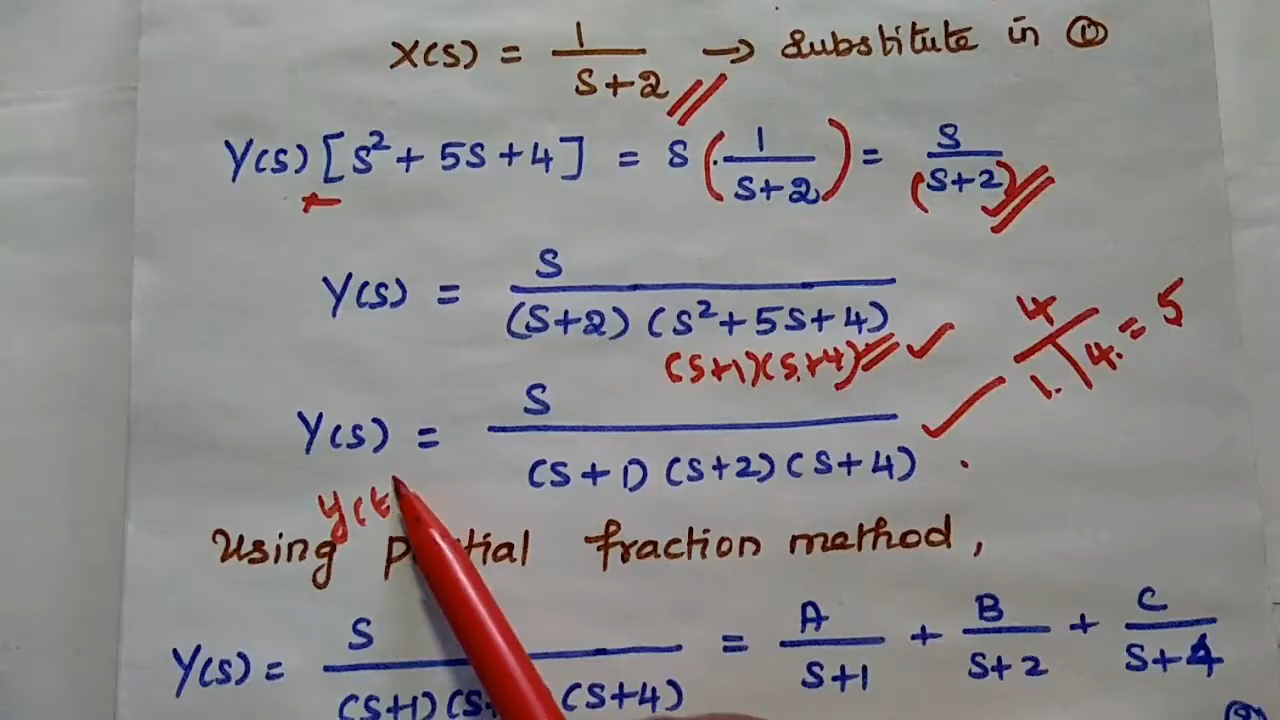 X(S) = 1/(S+2) → Substitute in ①
Y(S) [S² + 5S + 4] = S (1/(S+2)) = S/(S+2)
Y(S) = S/((S+2) (S² + 5S + 4))
(S+1)(S+4)
4
1 4 = 5
Y(S) = S/((S+1) (S+2) (S+4))
y(t
Using fraction method,
Y(S) = S/((S+1)(S+ (S+4)) = A/(S+1) + B/(S+2) + C/(S+4)